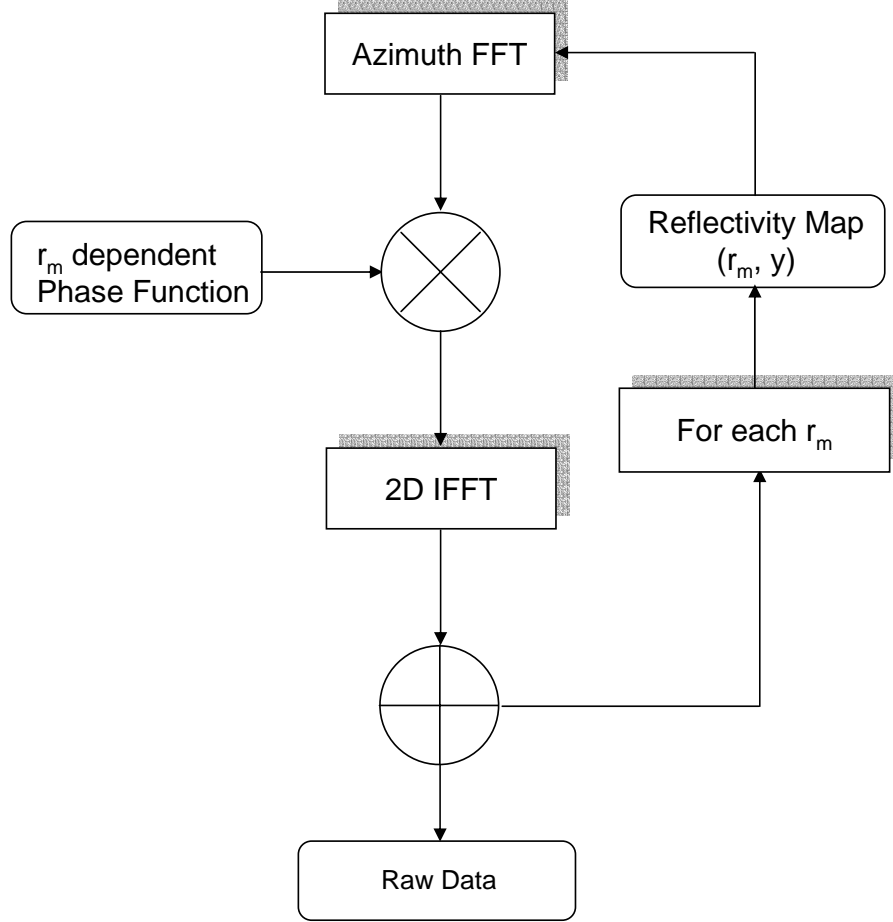 Azimuth FFT
Reflectivity Map
(rₘ, y)
rₘ dependent
Phase Function
For each rₘ
2D IFFT
Raw Data